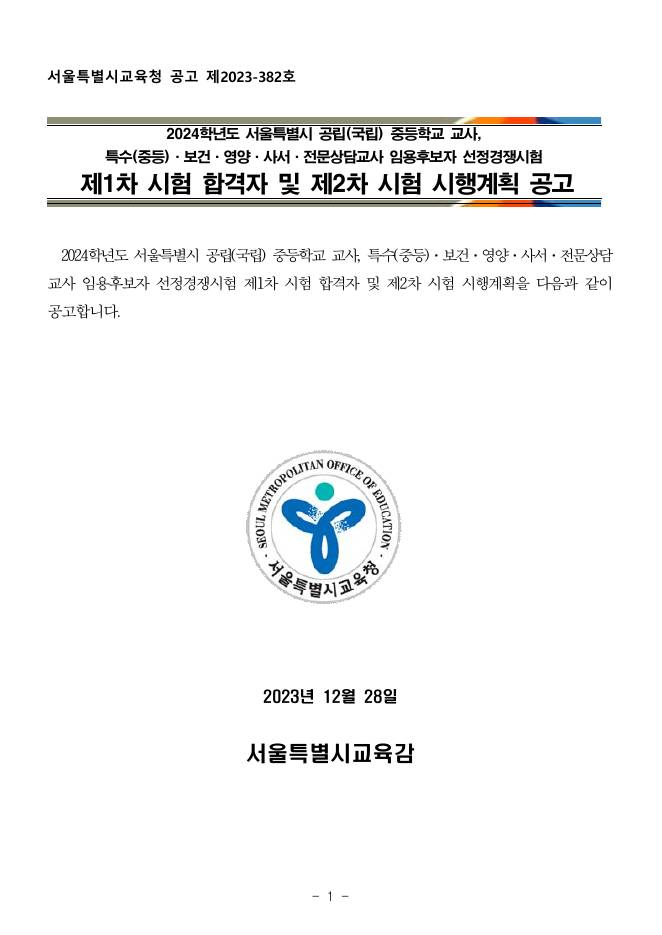 서울특별시교육청 공고 제2023-382호
2024학년도 서울특별시 공립(국립) 중등학교 교사,
특수(중등)·보건·영양·사서·전문상담교사 임용후보자 선정경쟁시험
제1차 시험 합격자 및 제2차 시험 시행계획 공고
2024학년도 서울특별시 공립(국립) 중등학교 교사, 특수(중등)·보건·영양·사서·전문상담
교사 임용후보자 선정경쟁시험 제1차 시험 합격자 및 제2차 시험 시행계획을 다음과 같이
공고합니다.
SEOUL METROPOLITAN OFFICE OF EDUCATION
· 서울특별시교육청 ·
2023년 12월 28일
서울특별시교육감
- 1 -